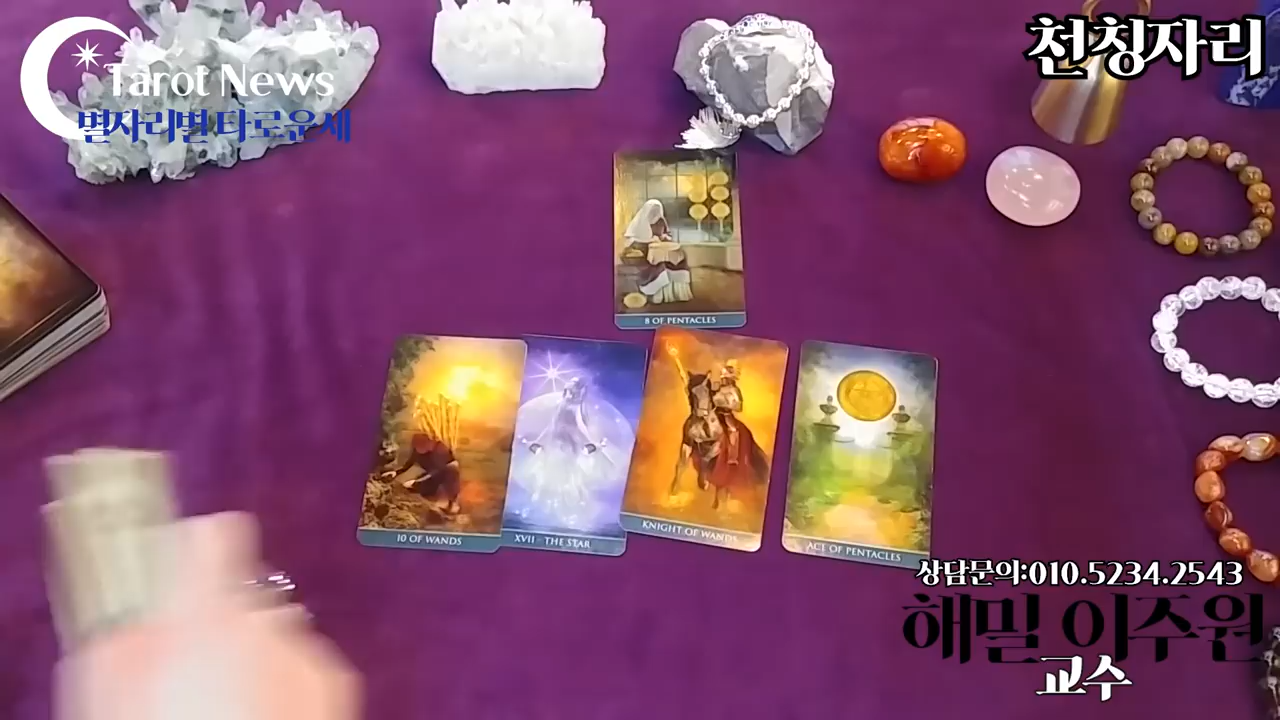 Tarot News
별자리별 타로운세
천칭자리
8 OF PENTACLES
10 OF WANDS
XVII THE STAR
KNIGHT OF WANDS
ACE OF PENTACLES
상담문의:010.5234.2543
해밀 이주원
교수